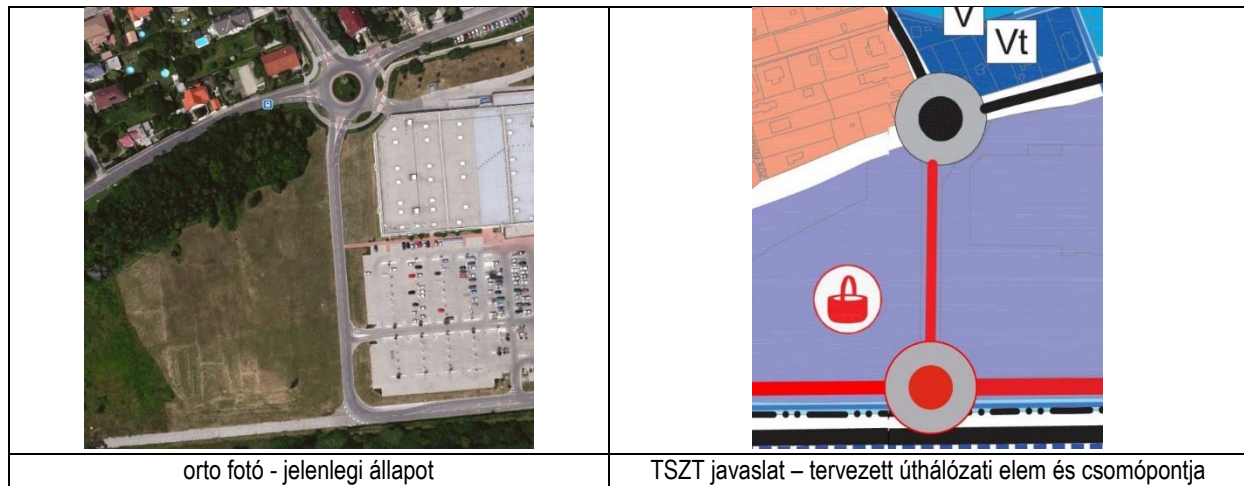 V
Vt
orto fotó - jelenlegi állapot
TSZT javaslat – tervezett úthálózati elem és csomópontja